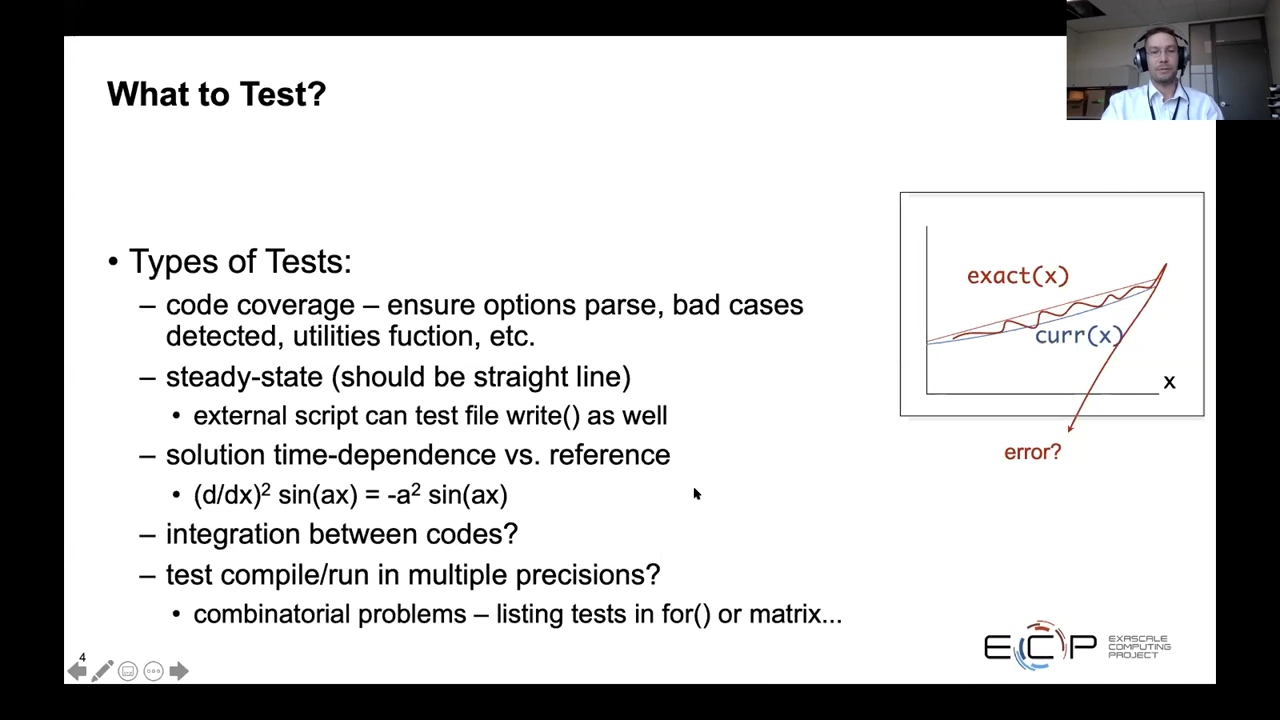 What to Test?
• Types of Tests:
– code coverage – ensure options parse, bad cases
detected, utilities fuction, etc.
– steady-state (should be straight line)
• external script can test file write() as well
– solution time-dependence vs. reference
• (d/dx)² sin(ax) = -a² sin(ax)
– integration between codes?
– test compile/run in multiple precisions?
• combinatorial problems – listing tests in for() or matrix...
exact(x)
curr(x)
x
error?
4
ECP
EXASCALE
COMPUTING
PROJECT